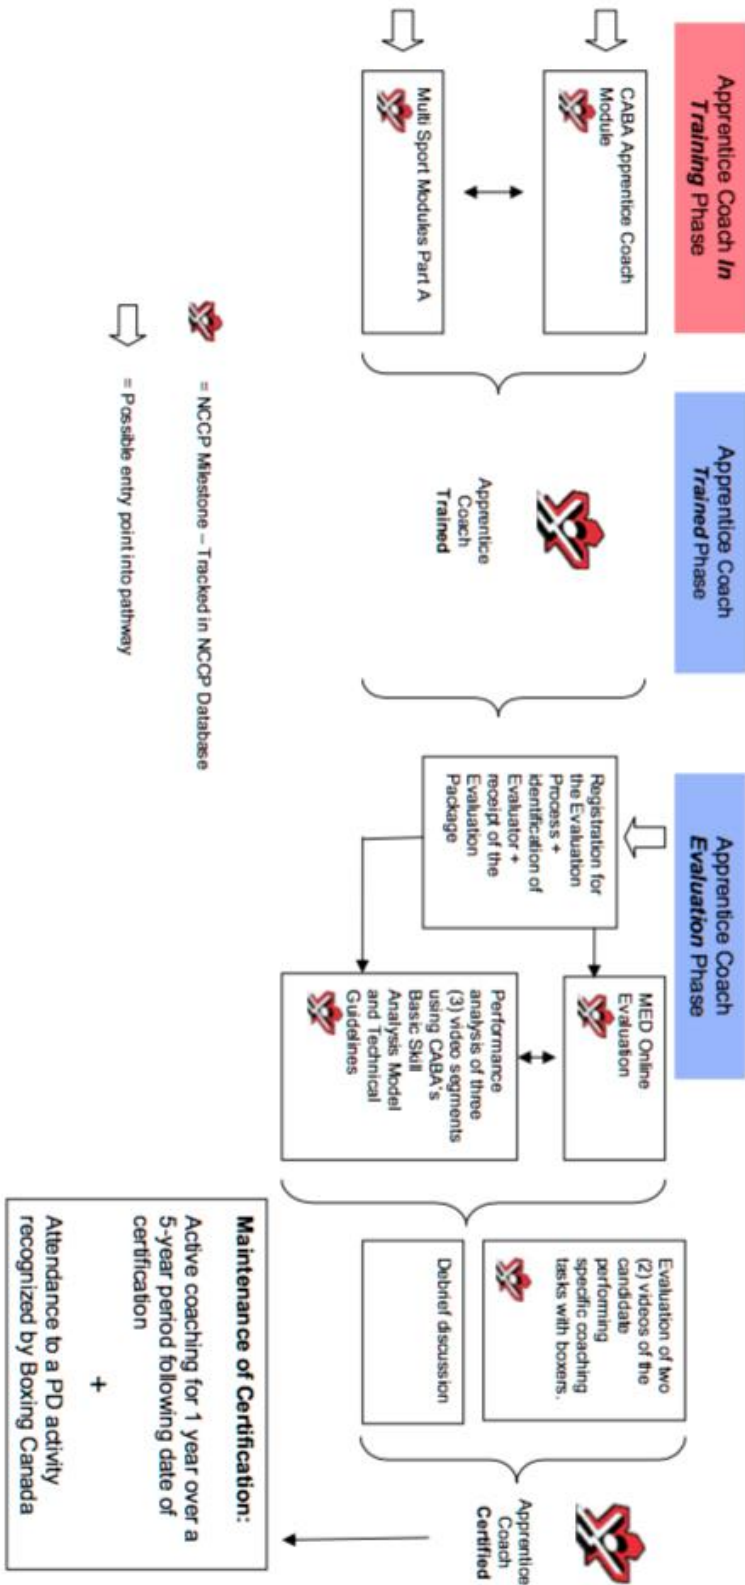 Apprentice Coach In
Training Phase
Apprentice Coach
Trained Phase
Apprentice Coach
Evaluation Phase
CABA Apprentice Coach
Module
Multi Sport Modules Part A
Apprentice
Coach
Trained
Registration for
the Evaluation
Process +
identification of
Evaluator +
receipt of the
Evaluation
Package
MED Online
Evaluation
Performance
analysis of three
(3) video segments
using CABA's
Basic Skill
Analysis Model
and Technical
Guidelines
Evaluation of two
(2) videos of the
candidate
performing
specific coaching
tasks with boxers.
Debrief discussion
Apprentice
Coach
Certified
= NCCP Milestone – Tracked in NCCP Database
= Possible entry point into pathway
Maintenance of Certification:
Active coaching for 1 year over a
5-year period following date of
certification
+
Attendance to a PD activity
recognized by Boxing Canada